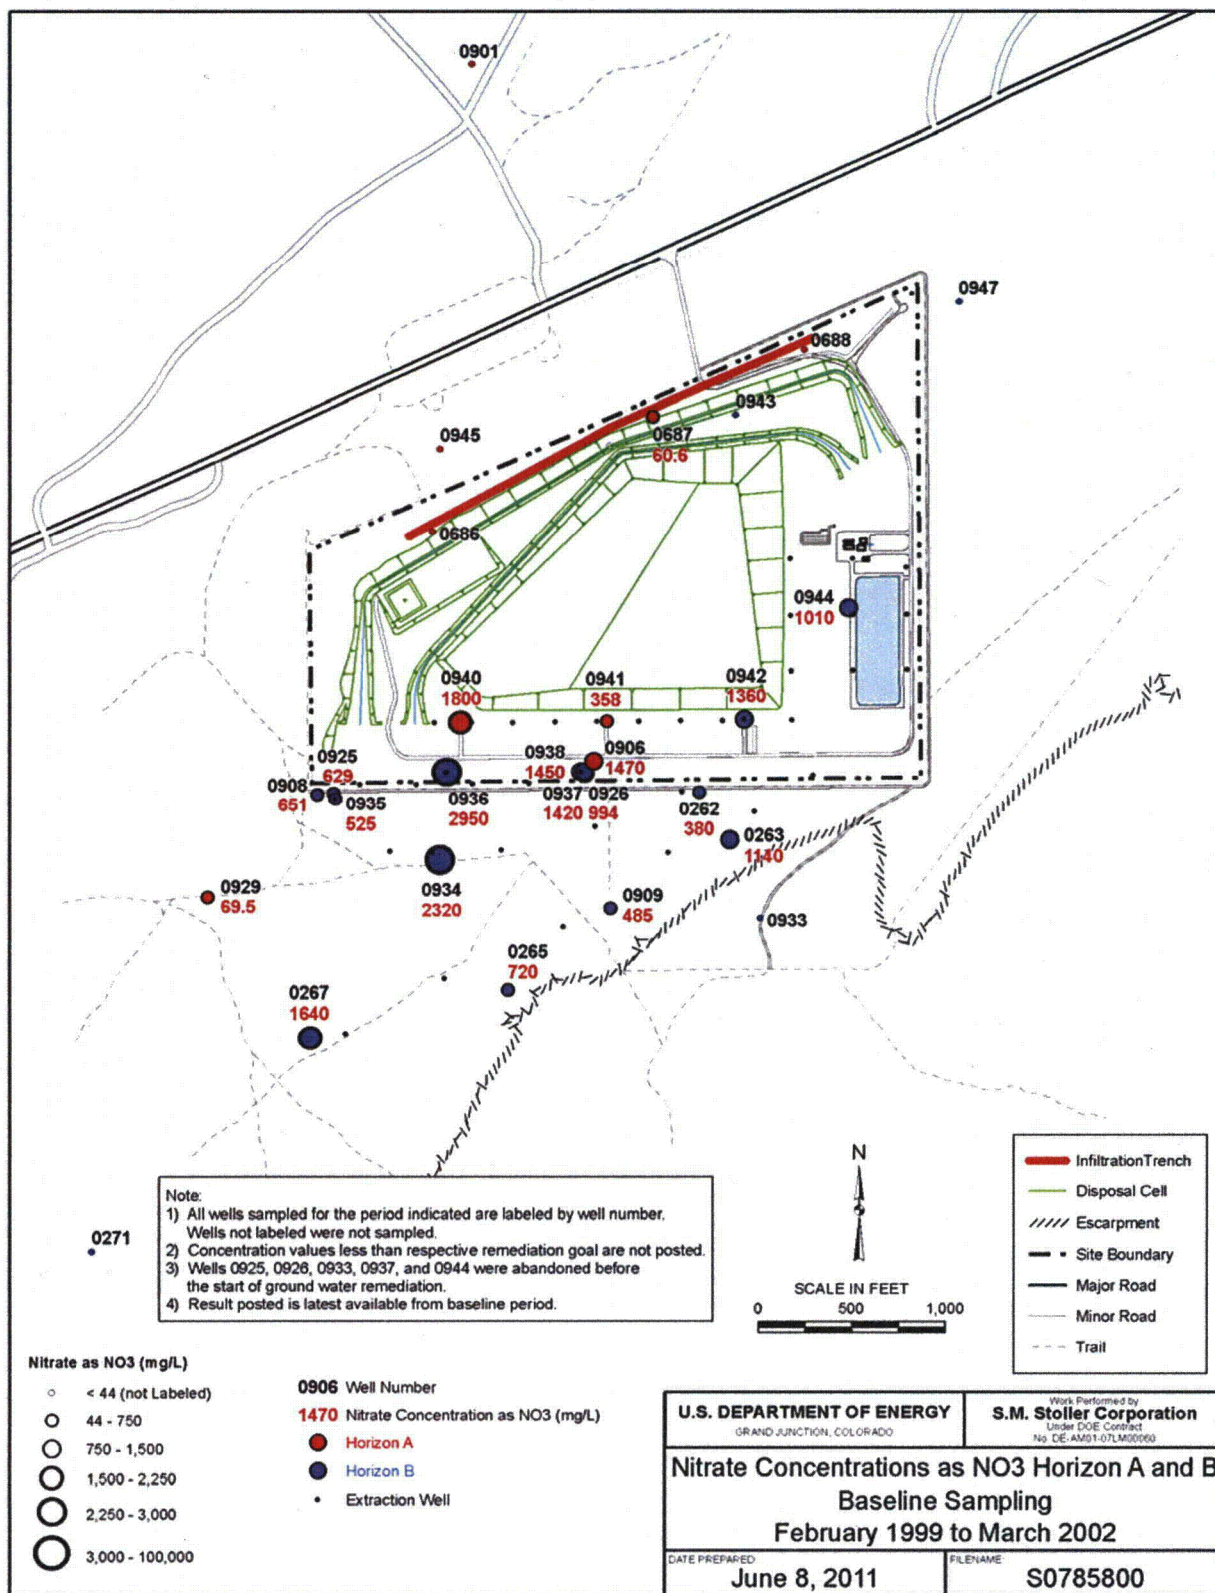 0901
0947
0688
0943
0687
60.6
0945
0686
0944
1010
0940
1800
0941
358
0942
1360
0925
629
0938
1450
0906
1470
0908
651
0935
525
0936
2950
0937
1420
0926
994
0262
380
0263
1140
0934
2320
0929
69.5
0909
485
0933
0265
720
0267
1640
0271
Note:
1) All wells sampled for the period indicated are labeled by well number.
Wells not labeled were not sampled.
2) Concentration values less than respective remediation goal are not posted.
3) Wells 0925, 0926, 0933, 0937, and 0944 were abandoned before
the start of ground water remediation.
4) Result posted is latest available from baseline period.
N
SCALE IN FEET
0 500 1,000
InfiltrationTrench
Disposal Cell
Escarpment
Site Boundary
Major Road
Minor Road
Trail
Nitrate as NO3 (mg/L)
< 44 (not Labeled)
44 - 750
750 - 1,500
1,500 - 2,250
2,250 - 3,000
3,000 - 100,000
0906 Well Number
1470 Nitrate Concentration as NO3 (mg/L)
Horizon A
Horizon B
Extraction Well
U.S. DEPARTMENT OF ENERGY
GRAND JUNCTION, COLORADO
Work Performed by
S.M. Stoller Corporation
Under DOE Contract
No. DE-AM01-07LM00060
Nitrate Concentrations as NO3 Horizon A and B
Baseline Sampling
February 1999 to March 2002
DATE PREPARED:
June 8, 2011
FILENAME:
S0785800